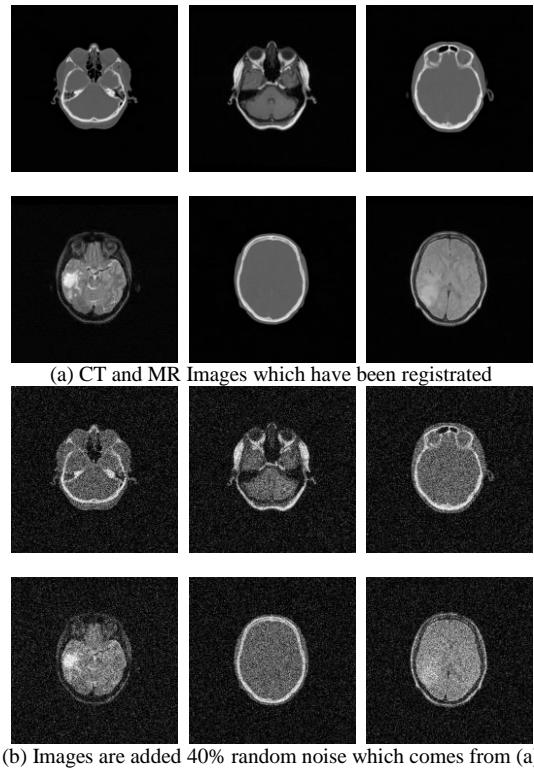 (a) CT and MR Images which have been registrated
(b) Images are added 40% random noise which comes from (a)